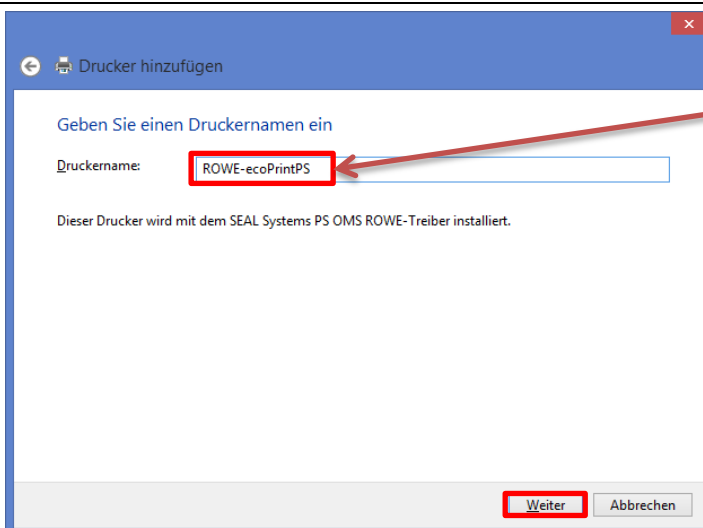 Drucker hinzufügen
Geben Sie einen Druckernamen ein
Druckername: ROWE-ecoPrintPS
Dieser Drucker wird mit dem SEAL Systems PS OMS ROWE-Treiber installiert.
Weiter Abbrechen